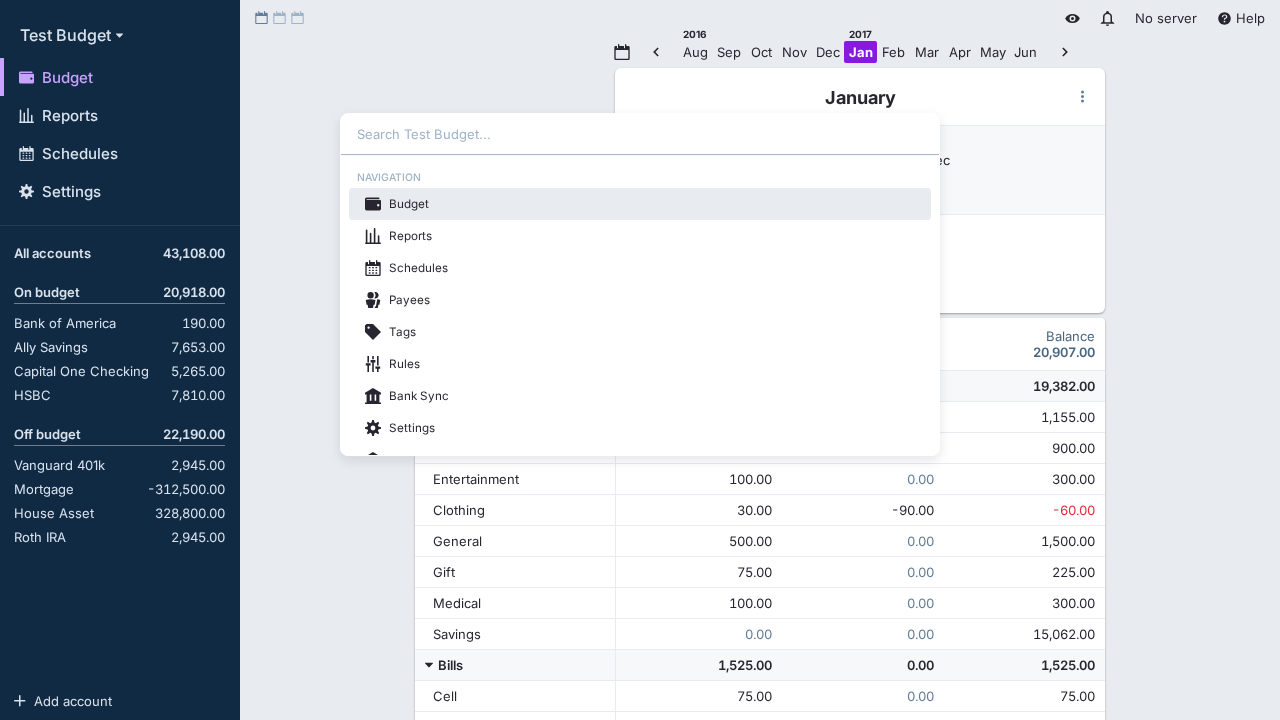 Test Budget
Budget
Reports
Schedules
Settings
All accounts 43,108.00
On budget 20,918.00
Bank of America 190.00
Ally Savings 7,653.00
Capital One Checking 5,265.00
HSBC 7,810.00
Off budget 22,190.00
Vanguard 401k 2,945.00
Mortgage -312,500.00
House Asset 328,800.00
Roth IRA 2,945.00
Add account
No server Help
2016 2017
Aug Sep Oct Nov Dec Jan Feb Mar Apr May Jun
January
ec
Search Test Budget...
NAVIGATION
Budget
Reports
Schedules
Payees
Tags
Rules
Bank Sync
Settings
Balance
20,907.00
19,382.00
1,155.00
900.00
Entertainment 100.00 0.00 300.00
Clothing 30.00 -90.00 -60.00
General 500.00 0.00 1,500.00
Gift 75.00 0.00 225.00
Medical 100.00 0.00 300.00
Savings 0.00 0.00 15,062.00
Bills 1,525.00 0.00 1,525.00
Cell 75.00 0.00 75.00